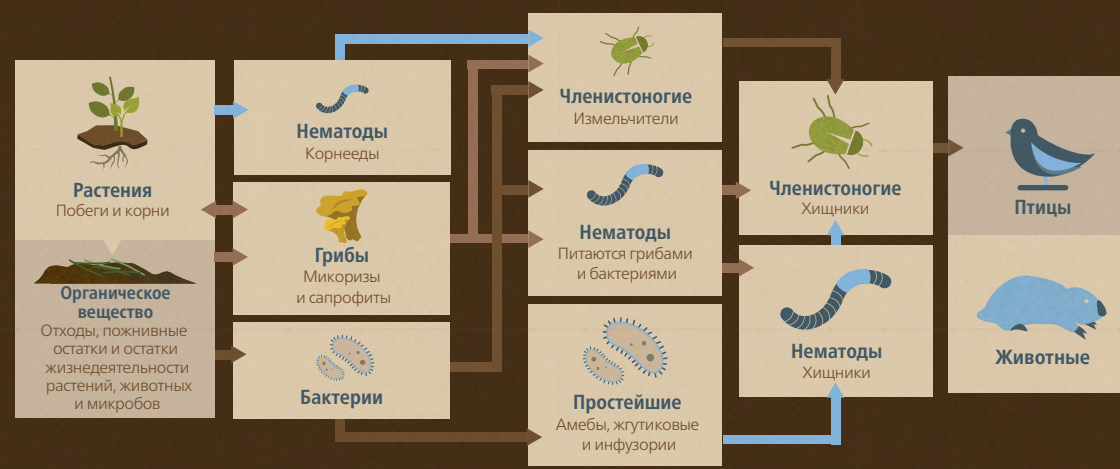 Растения
Побеги и корни
Органическое
вещество
Отходы, пожнивные
остатки и остатки
жизнедеятельности
растений, животных
и микробов
Нематоды
Корнееды
Грибы
Микоризы
и сапрофиты
Бактерии
Членистоногие
Измельчители
Нематоды
Питаются грибами
и бактериями
Простейшие
Амебы, жгутиковые
и инфузории
Членистоногие
Хищники
Нематоды
Хищники
Птицы
Животные